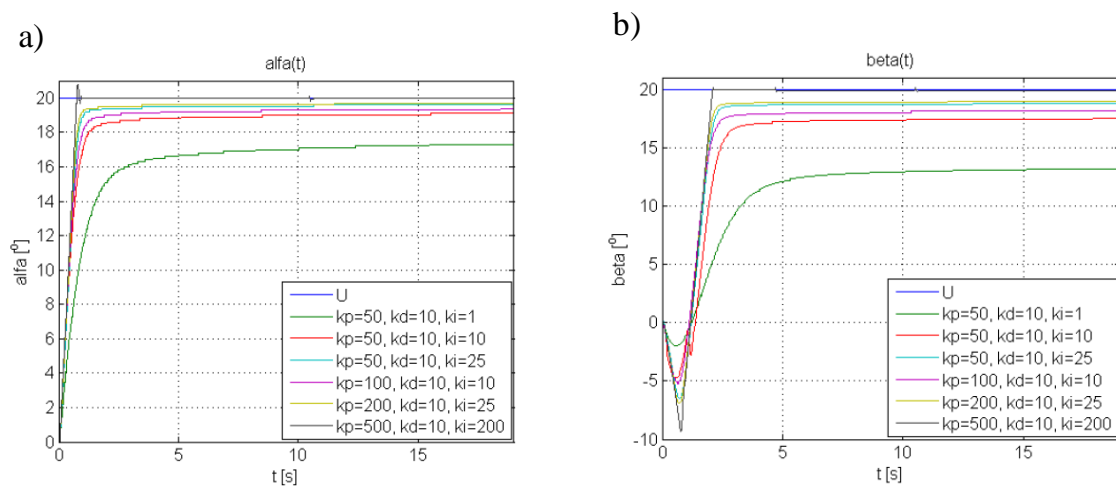 a)
alfa(t)
alfa [⁰]
20
18
16
14
12
10
8
6
4
2
0
0 5 10 15
t [s]
U
kp=50, kd=10, ki=1
kp=50, kd=10, ki=10
kp=50, kd=10, ki=25
kp=100, kd=10, ki=10
kp=200, kd=10, ki=25
kp=500, kd=10, ki=200
b)
beta(t)
beta [⁰]
20
15
10
5
0
-5
-10
0 5 10 15
t [s]
U
kp=50, kd=10, ki=1
kp=50, kd=10, ki=10
kp=50, kd=10, ki=25
kp=100, kd=10, ki=10
kp=200, kd=10, ki=25
kp=500, kd=10, ki=200